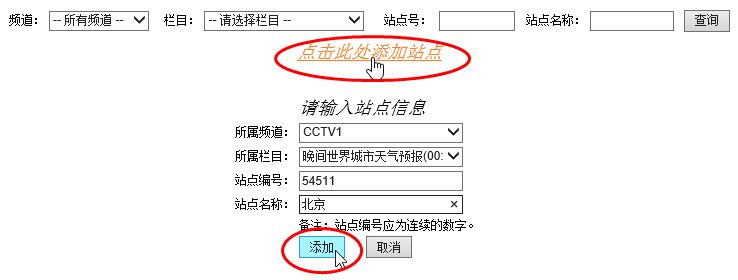 频道： -- 所有频道 -- 栏目： -- 请选择栏目 -- 站点号： 站点名称： 查询
点击此处添加站点
请输入站点信息
所属频道： CCTV1
所属栏目： 晚间世界城市天气预报(00:
站点编号： 54511
站点名称： 北京 ×
备注：站点编号应为连续的数字。
添加 取消